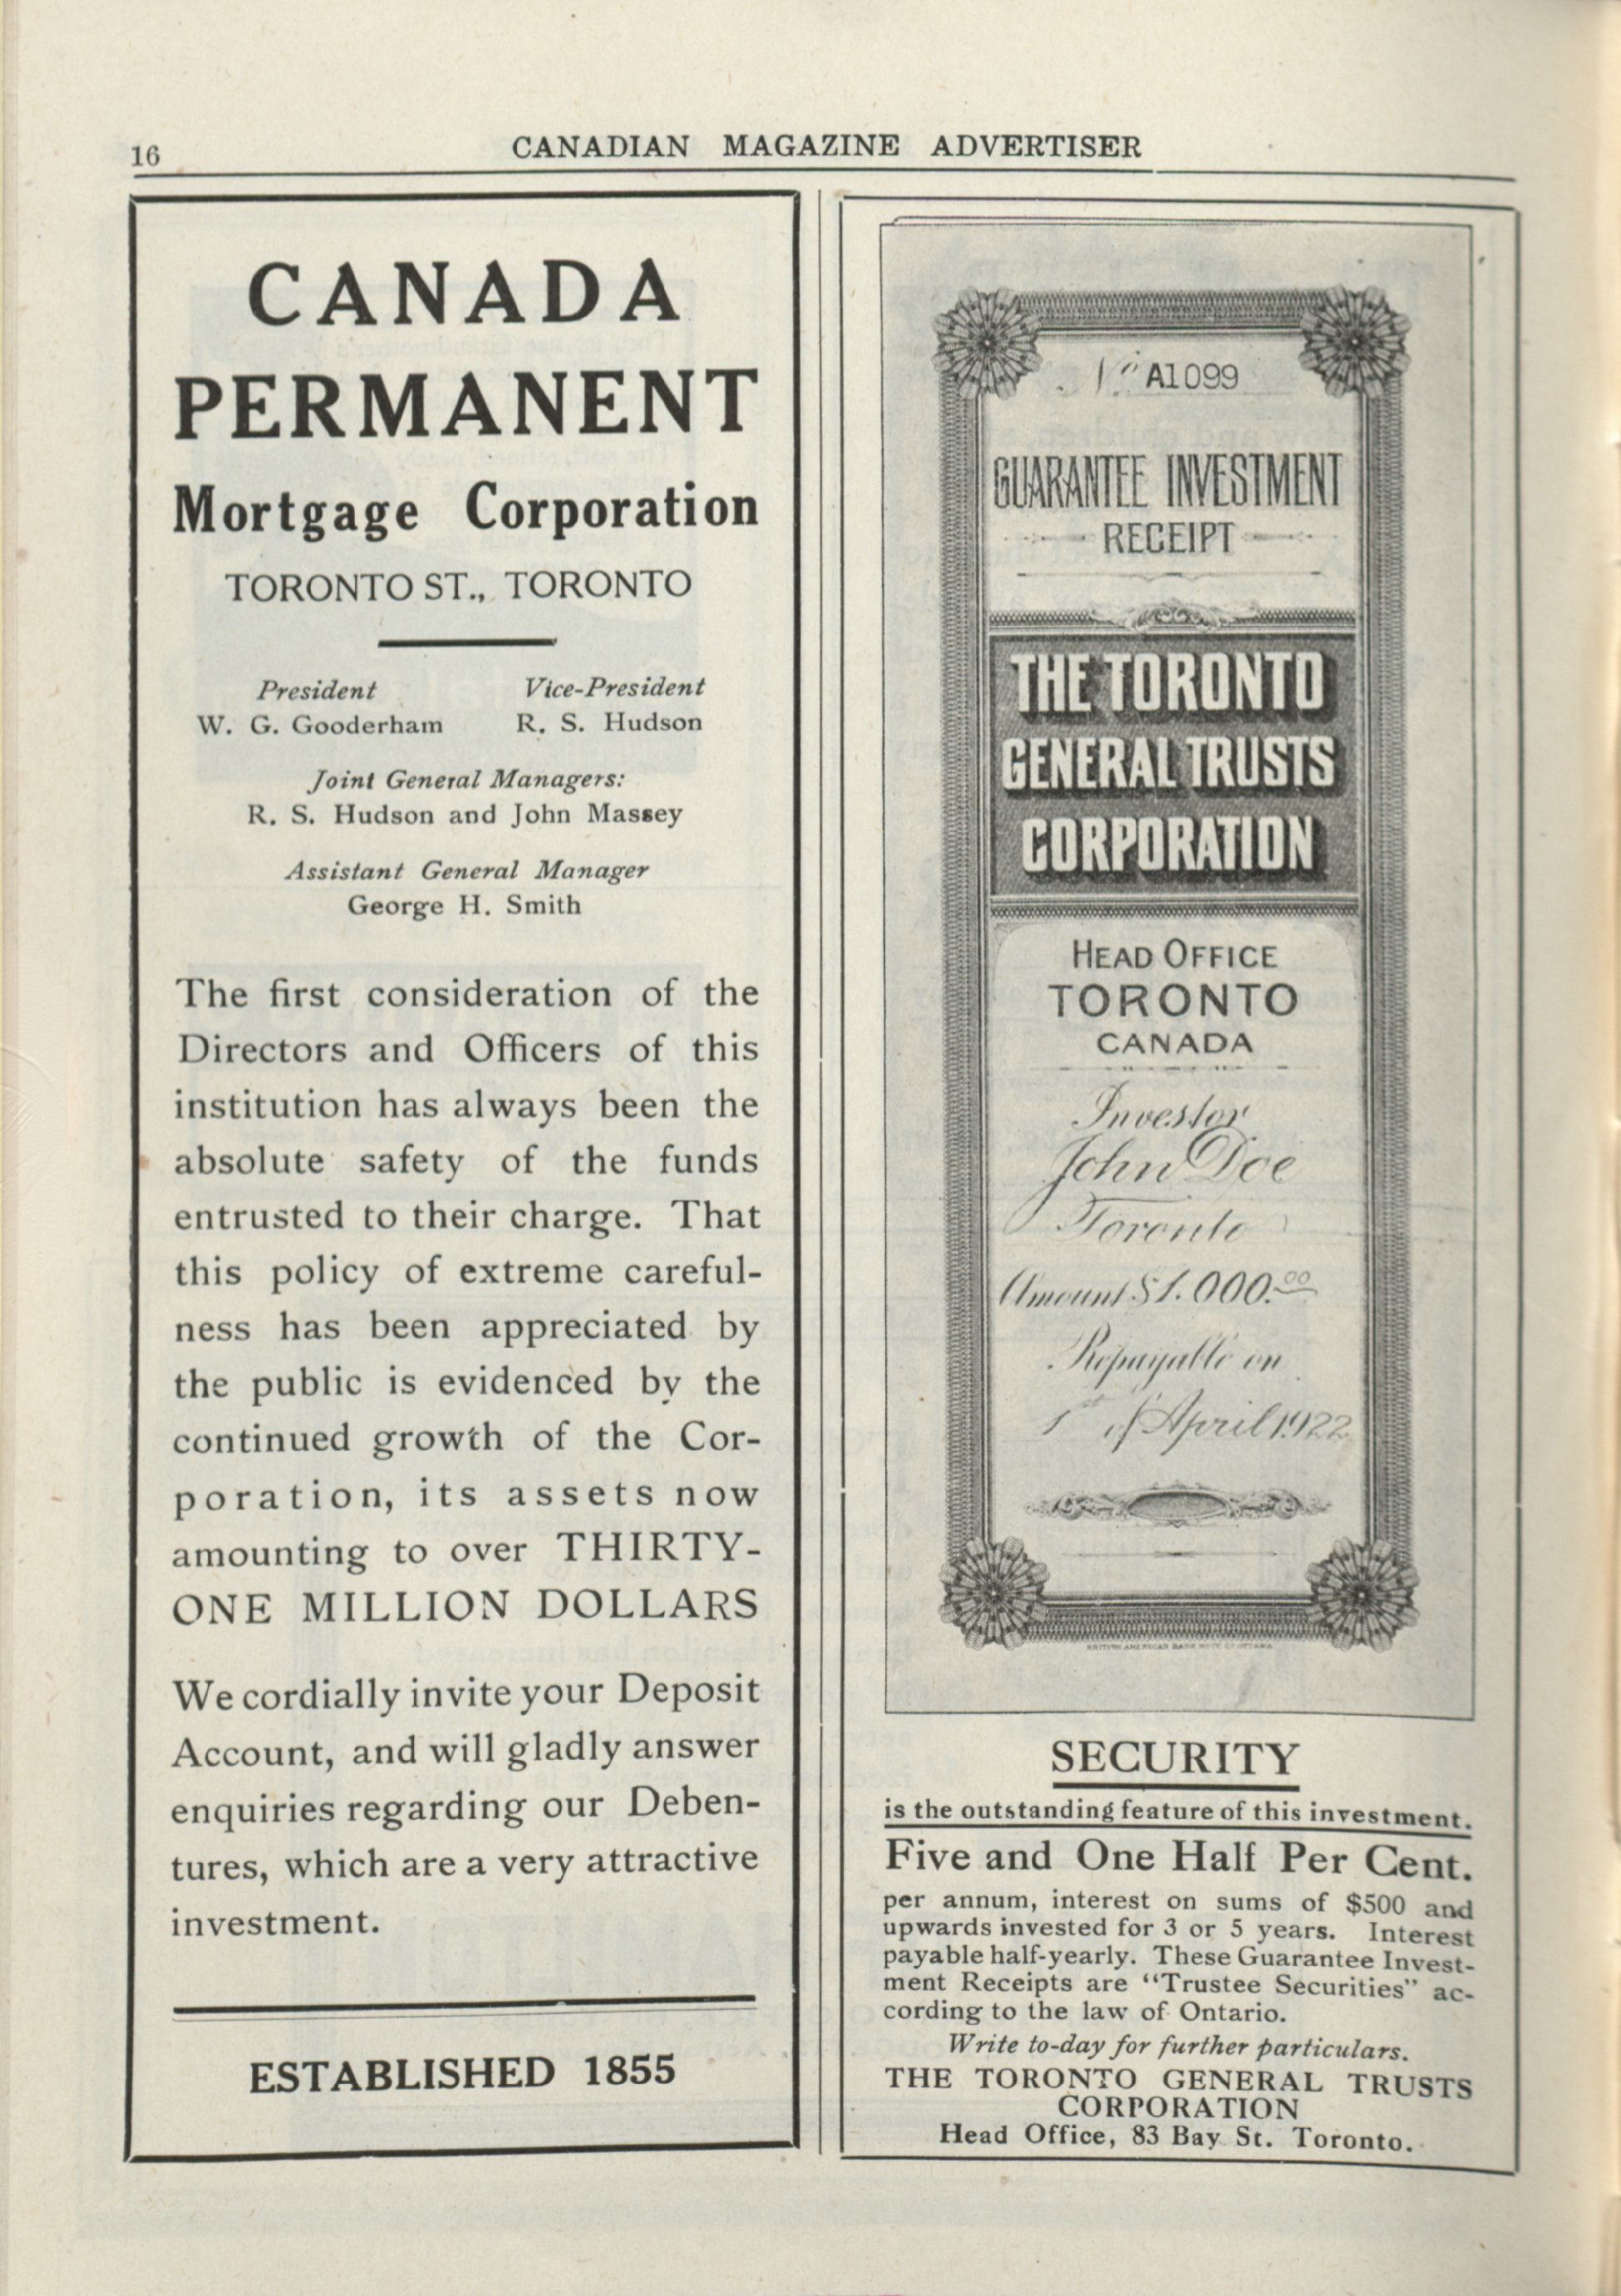 16
CANADIAN MAGAZINE ADVERTISER
CANADA
PERMANENT
Mortgage Corporation
TORONTO ST., TORONTO
President Vice-President
W. G. Gooderham R. S. Hudson
Joint General Managers:
R. S. Hudson and John Massey
Assistant General Manager
George H. Smith
The first consideration of the
Directors and Officers of this
institution has always been the
absolute safety of the funds
entrusted to their charge. That
this policy of extreme careful-
ness has been appreciated by
the public is evidenced by the
continued growth of the Cor-
poration, its assets now
amounting to over THIRTY-
ONE MILLION DOLLARS
We cordially invite your Deposit
Account, and will gladly answer
enquiries regarding our Deben-
tures, which are a very attractive
investment.
ESTABLISHED 1855
No A1099
GUARANTEE INVESTMENT
RECEIPT
THE TORONTO
GENERAL TRUSTS
CORPORATION
HEAD OFFICE
TORONTO
CANADA
Investor
John Doe
Toronto
Amount $1.000.00
Repayable on
1st of April 1922
BRITISH AMERICAN BANK NOTE CO OTTAWA
SECURITY
is the outstanding feature of this investment.
Five and One Half Per Cent.
per annum, interest on sums of $500 and
upwards invested for 3 or 5 years. Interest
payable half-yearly. These Guarantee Invest-
ment Receipts are "Trustee Securities" ac-
cording to the law of Ontario.
Write to-day for further particulars.
THE TORONTO GENERAL TRUSTS
CORPORATION
Head Office, 83 Bay St. Toronto.